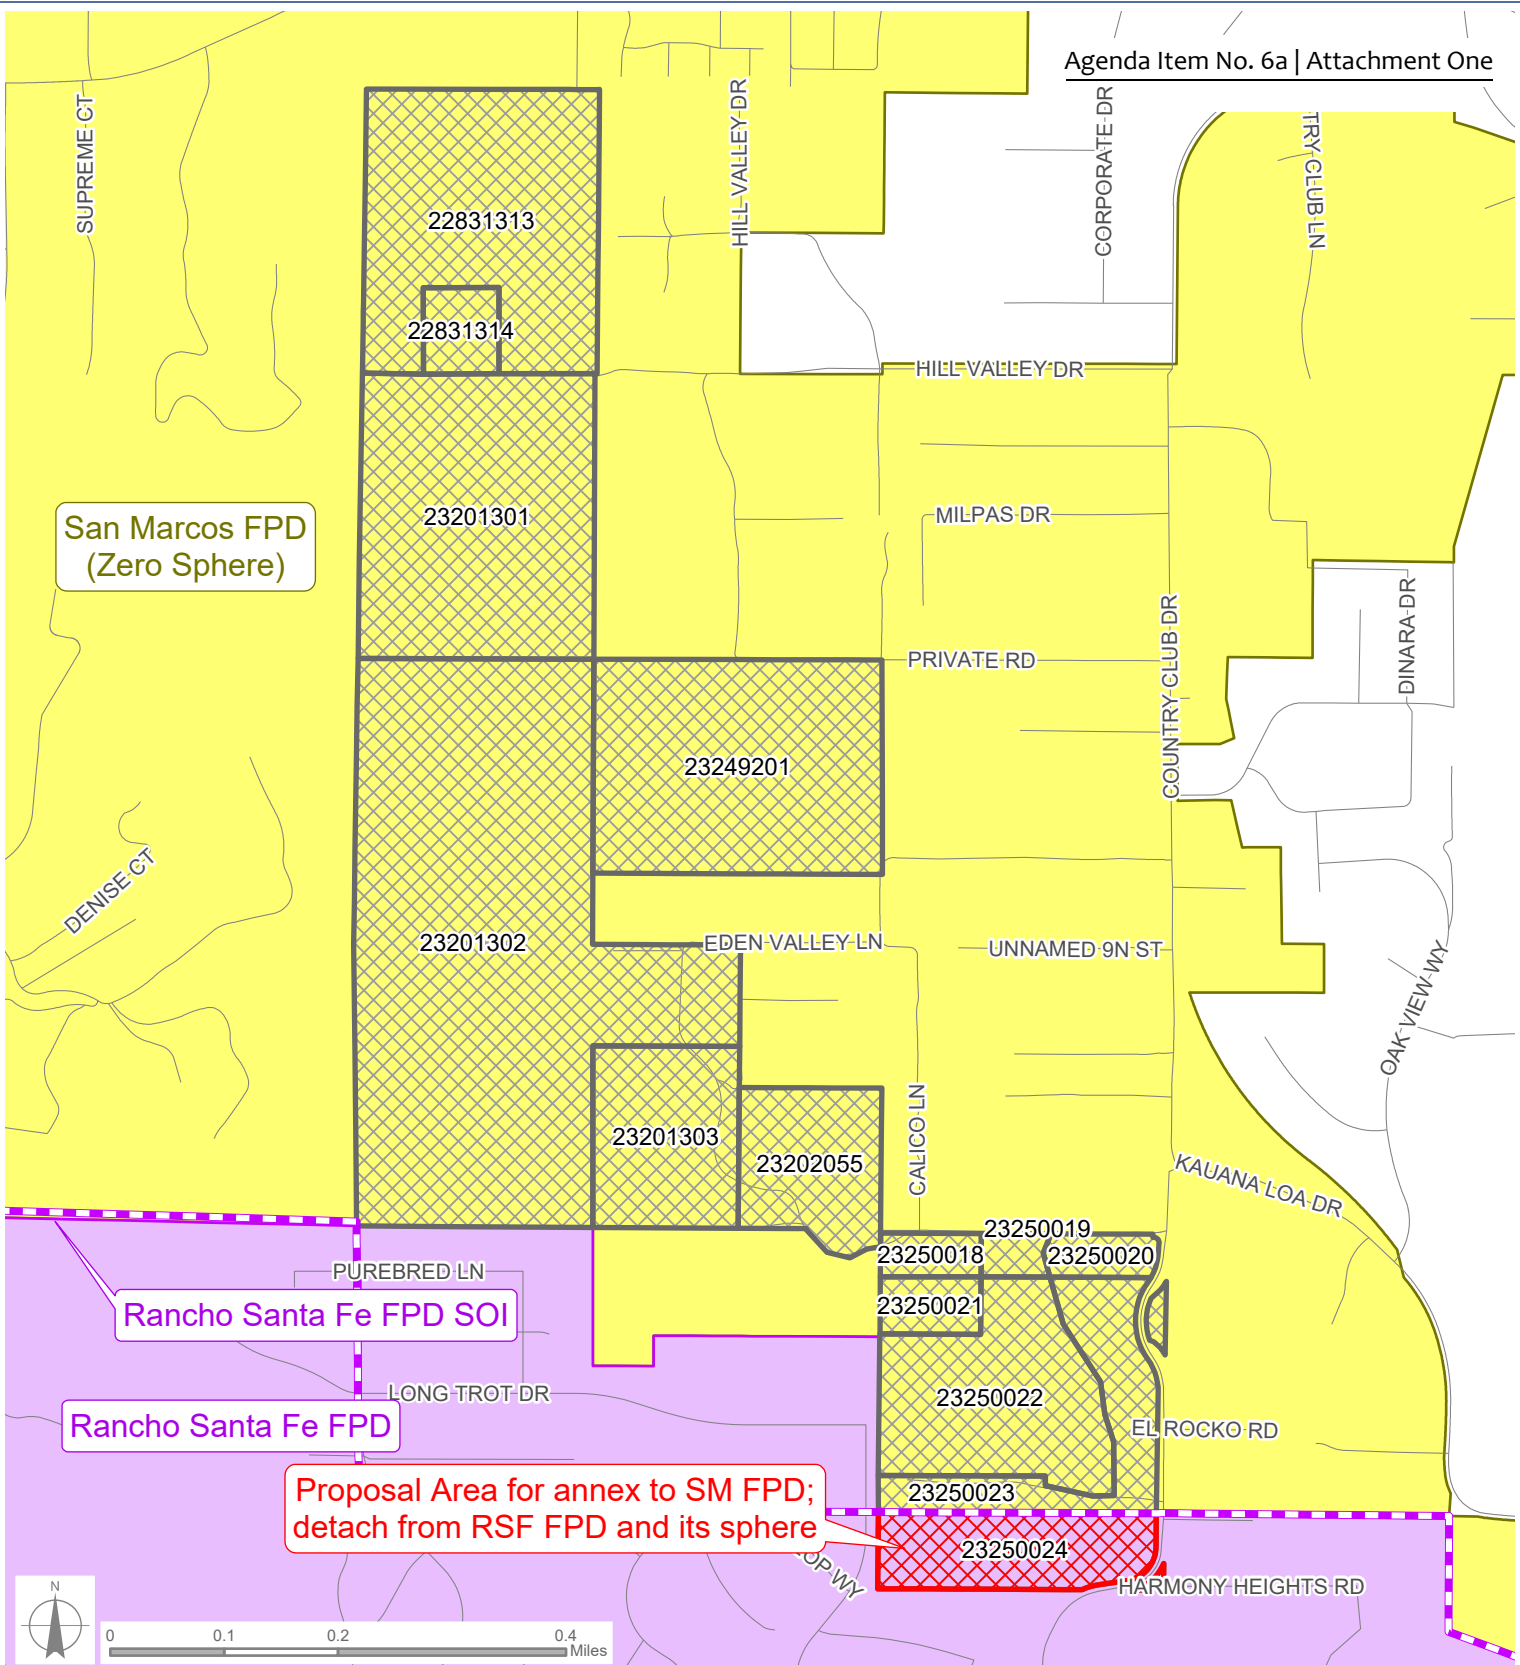 Agenda Item No. 6a | Attachment One
SUPREME CT
HILL VALLEY DR
CORPORATE DR
TRY CLUB LN
22831313
22831314
HILL VALLEY DR
23201301
MILPAS DR
San Marcos FPD
(Zero Sphere)
DINARA DR
COUNTRY CLUB DR
PRIVATE RD
23249201
DENISE CT
23201302
EDEN VALLEY LN
UNNAMED 9N ST
OAK VIEW WY
23201303
23202055
CALICO LN
KAUANA LOA DR
23250019
23250018
23250020
PUREBRED LN
Rancho Santa Fe FPD SOI
23250021
LONG TROT DR
23250022
Rancho Santa Fe FPD
EL ROCKO RD
Proposal Area for annex to SM FPD;
detach from RSF FPD and its sphere
23250023
23250024
OP WY
HARMONY HEIGHTS RD
N
0 0.1 0.2 0.4
Miles